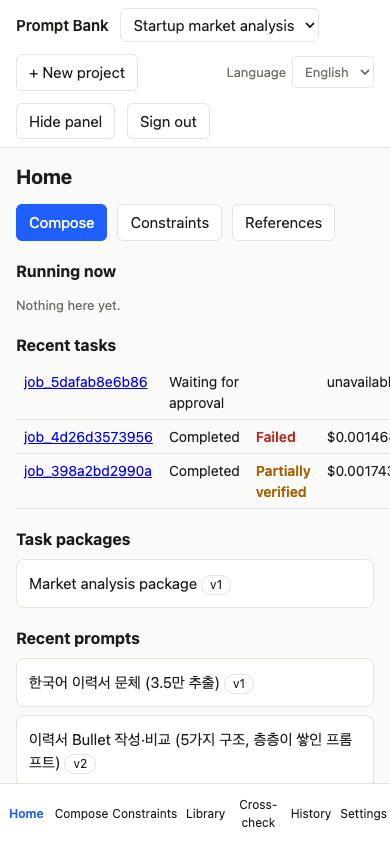 Prompt Bank
Startup market analysis
+ New project
Language
English
Hide panel
Sign out
Home
Compose
Constraints
References
Running now
Nothing here yet.
Recent tasks
job_5dafab8e6b86 Waiting for approval
job_4d26d3573956 Completed Failed
job_398a2bd2990a Completed Partially verified $0.001743
Task packages
Market analysis package v1
Recent prompts
한국어 이력서 문체 (3.5만 추출) v1
이력서 Bullet 작성·비교 (5가지 구조, 층층이 쌓인 프롬
프트) v2
Home
Compose
Constraints
Library
Cross-
check
History
Settings